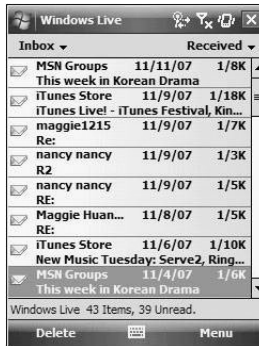 Windows Live
Inbox Received
MSN Groups 11/11/07 1/8K
This week in Korean Drama
iTunes Store 11/9/07 1/18K
iTunes Live! - iTunes Festival, Kin...
maggie1215 11/9/07 1/7K
Re:
nancy nancy 11/9/07 1/3K
R2
nancy nancy 11/9/07 1/5K
RE:
Maggie Huan... 11/8/07 1/5K
RE:
iTunes Store 11/6/07 1/10K
New Music Tuesday: Serve2, Ring...
MSN Groups 11/4/07 1/6K
This week in Korean Drama
Windows Live 43 Items, 39 Unread.
Delete Menu